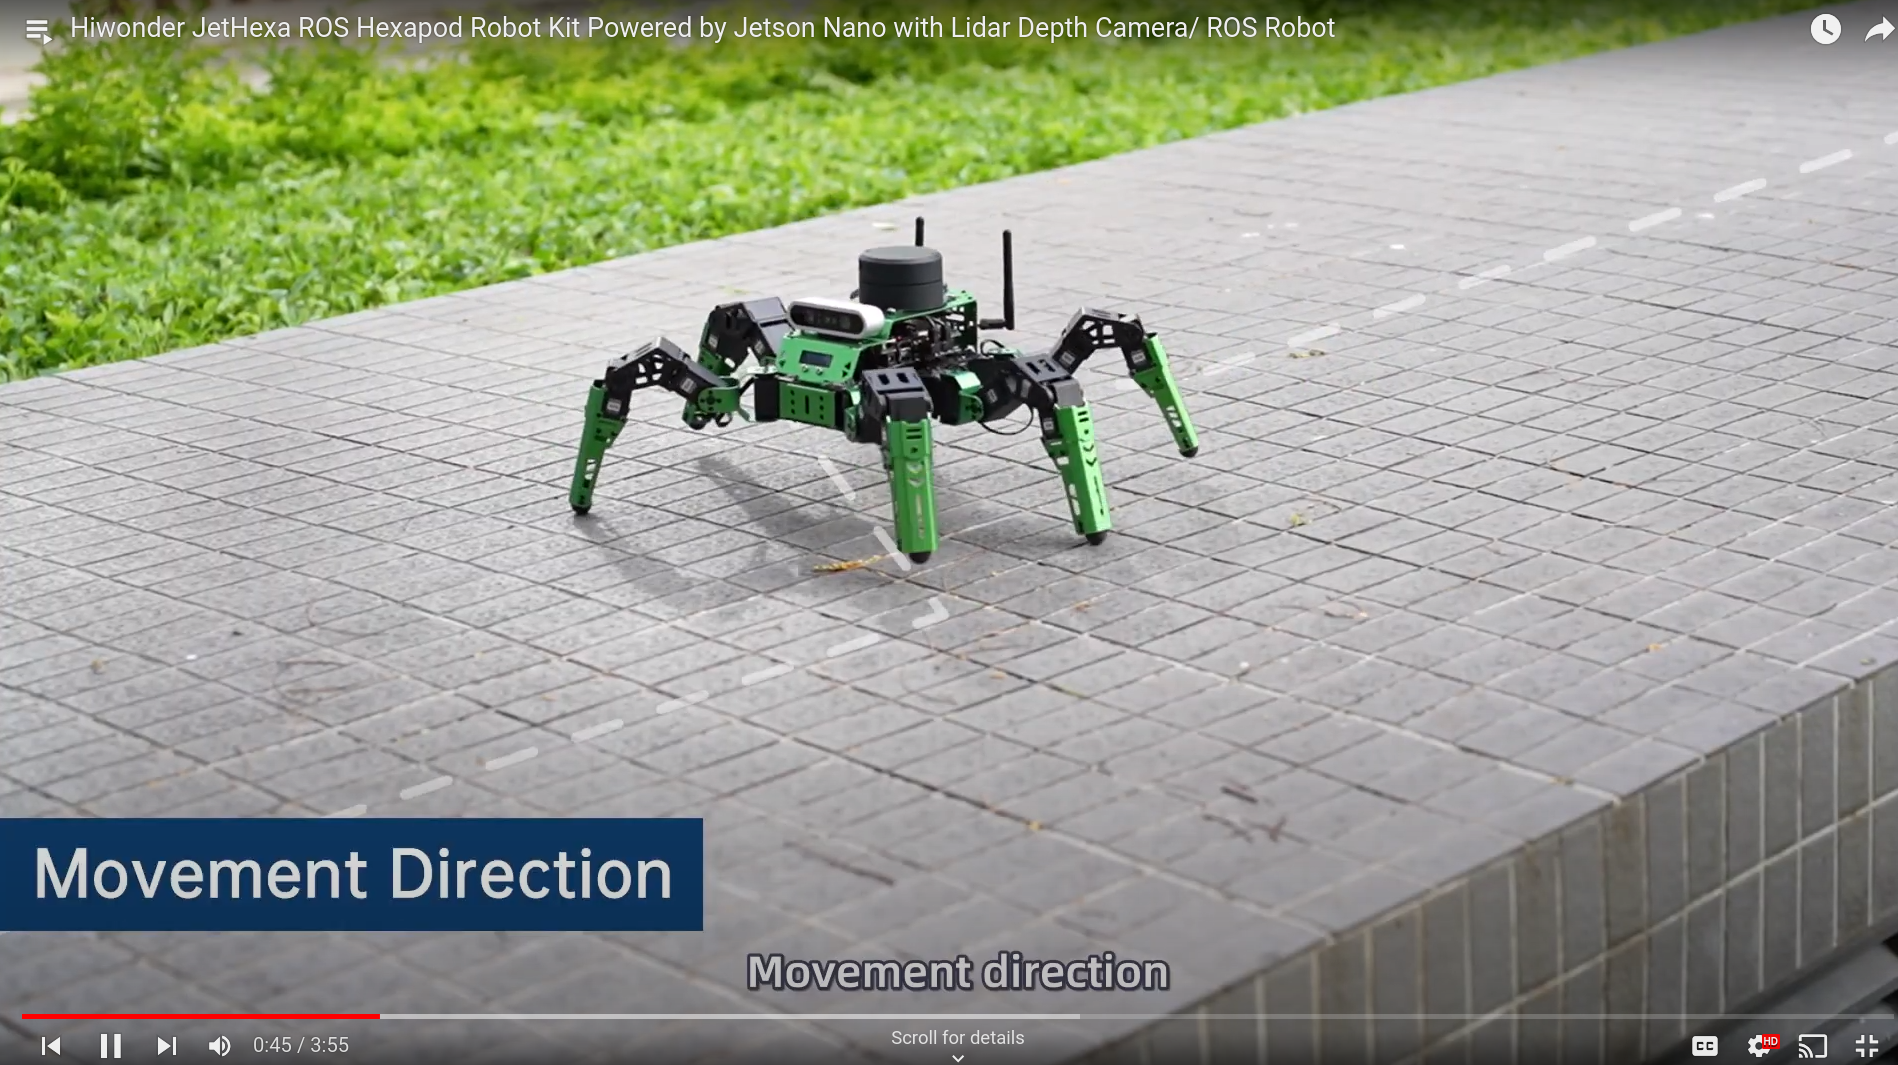 Hiwonder JetHexa ROS Hexapod Robot Kit Powered by Jetson Nano with Lidar Depth Camera/ ROS Robot
Movement Direction
Movement direction
0:45 / 3:55
Scroll for details
CC
HD